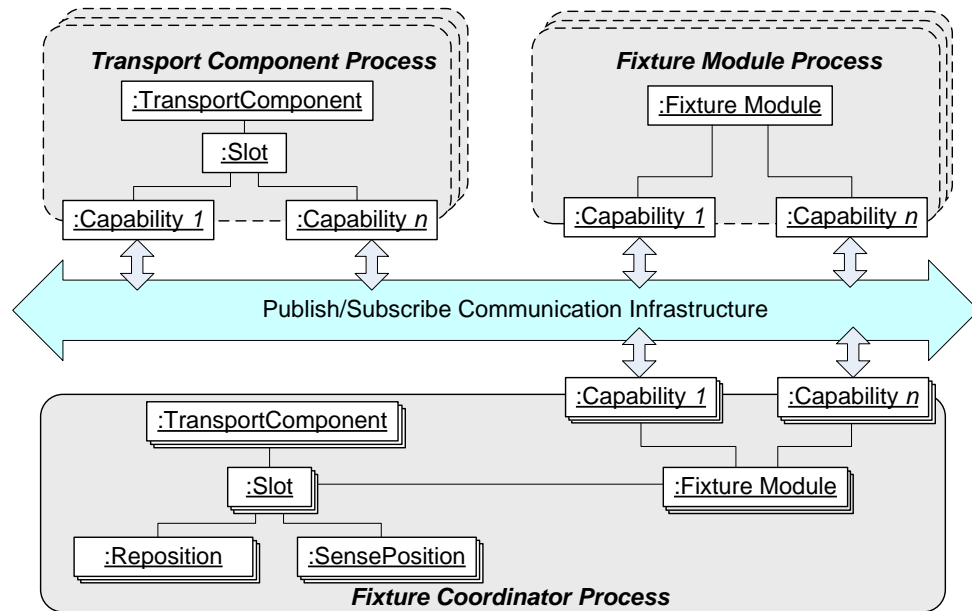 Transport Component Process
:TransportComponent
:Slot
:Capability 1
:Capability n
Fixture Module Process
:Fixture Module
:Capability 1
:Capability n
Publish/Subscribe Communication Infrastructure
:Capability 1
:Capability n
:TransportComponent
:Slot
:Fixture Module
:Reposition
:SensePosition
Fixture Coordinator Process